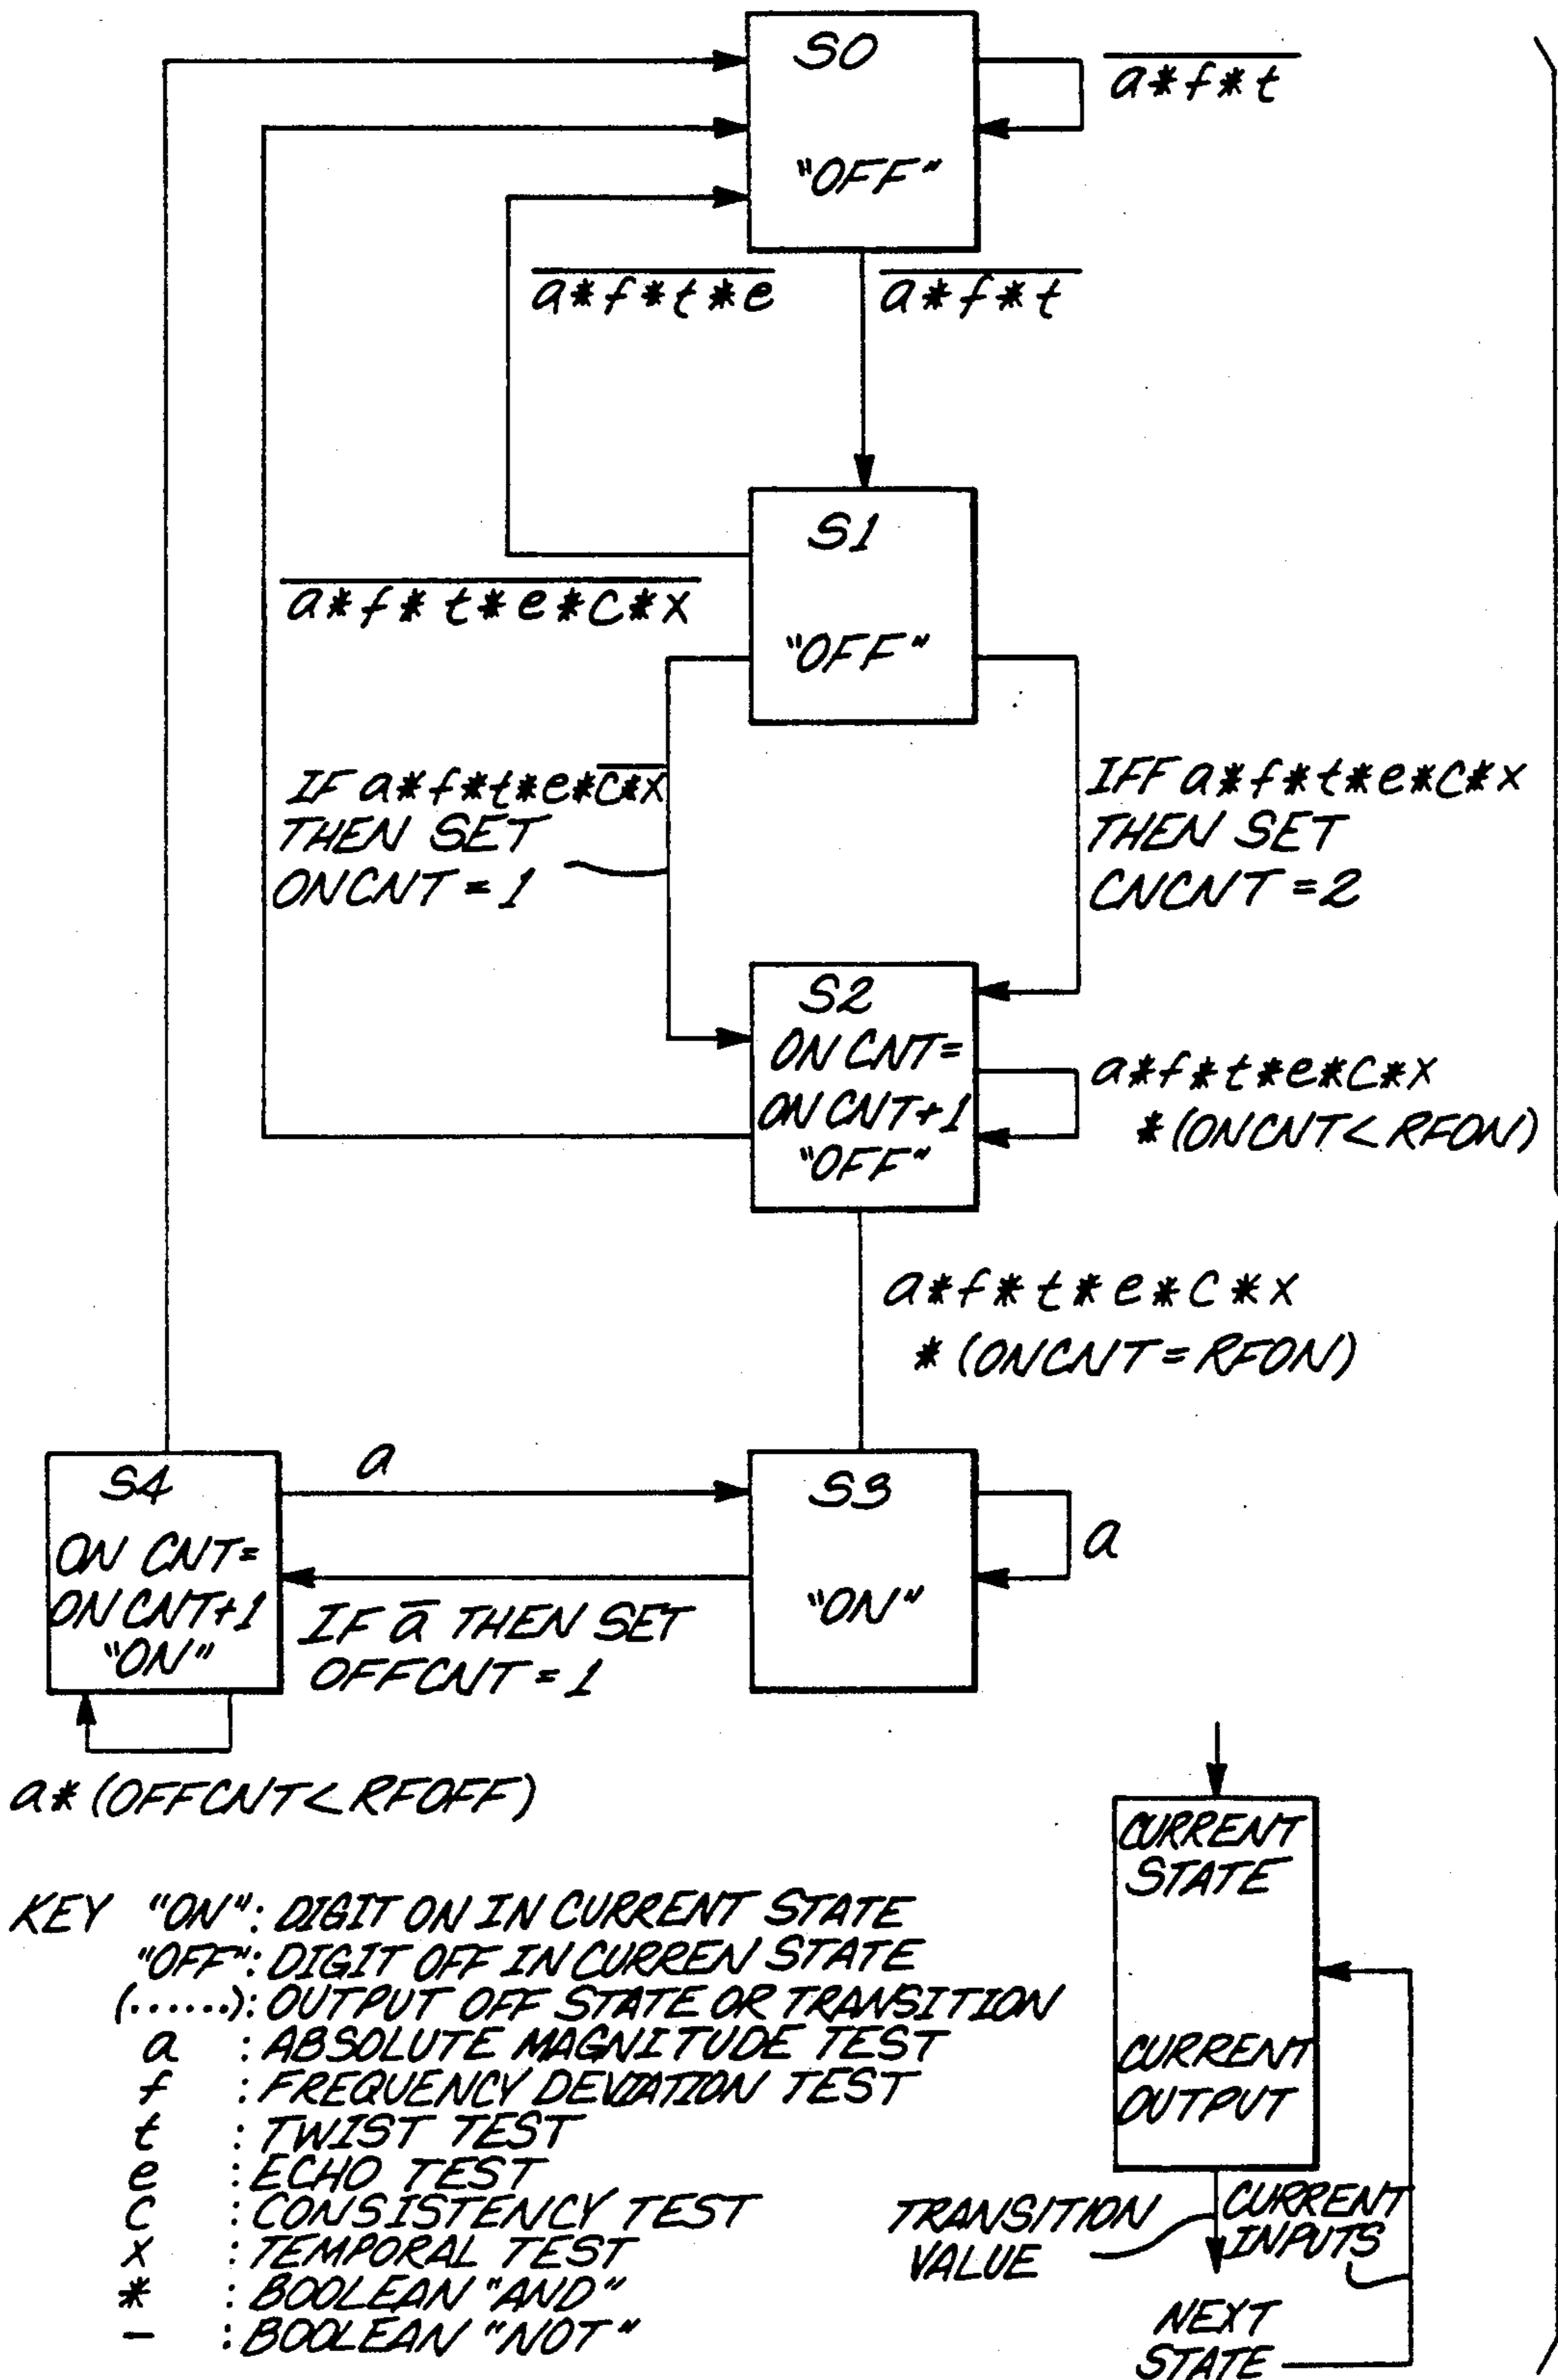 S0
"OFF"
a*f*t
a*f*t*e
a*f*t
S1
"OFF"
a*f*t*e*c*x
IF a*f*t*e*c*x
THEN SET
ONCNT = 1
IFF a*f*t*e*c*x
THEN SET
CNCNT = 2
S2
ON CNT=
ON CNT+1
"OFF"
a*f*t*e*c*x
*(ONCNT<RFON)
a*f*t*e*c*x
*(ONCNT=RFON)
S4
ON CNT=
ON CNT+1
"ON"
a
IF a̅ THEN SET
OFFCNT = 1
S3
"ON"
a
a*(OFFCNT<RFOFF)
KEY "ON": DIGIT ON IN CURRENT STATE
"OFF": DIGIT OFF IN CURREN STATE
(......): OUTPUT OFF STATE OR TRANSITION
a : ABSOLUTE MAGNITUDE TEST
f : FREQUENCY DEVIATION TEST
t : TWIST TEST
e : ECHO TEST
C : CONSISTENCY TEST
X : TEMPORAL TEST
* : BOOLEAN "AND"
– : BOOLEAN "NOT"
CURRENT
STATE
CURRENT
OUTPUT
TRANSITION
VALUE
CURRENT
INPUTS
NEXT
STATE